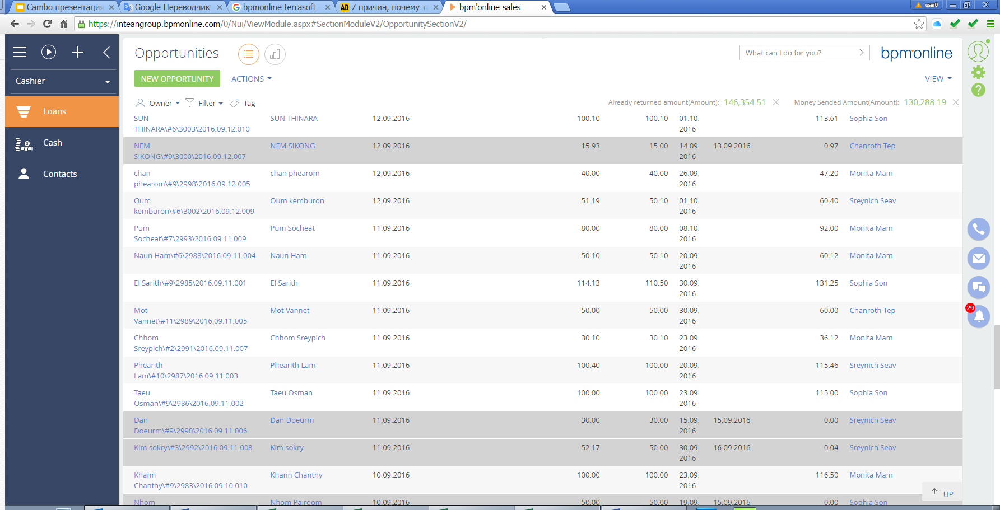 Cambo презентация
Google Переводчик
bpmonline terrasoft -
AD 7 причин, почему т
bpm'online sales
user0
https://inteangroup.bpmonline.com/0/Nui/ViewModule.aspx#SectionModuleV2/OpportunitySectionV2/
Cashier
Loans
Cash
Contacts
Opportunities
What can I do for you?
bpm'online
NEW OPPORTUNITY ACTIONS VIEW
Owner Filter Tag
Already returned amount(Amount): 146,354.51 Money Sended Amount(Amount): 130,288.19
SUN SUN THINARA 12.09.2016 100.10 100.10 01.10. 113.61 Sophia Son
THINARA\#6\3003\2016.09.12.010 2016
NEM NEM SIKONG 12.09.2016 15.93 15.00 14.09. 13.09.2016 0.97 Chanroth Tep
SIKONG\#9\3000\2016.09.12.007 2016
chan chan phearom 12.09.2016 40.00 40.00 26.09. 47.20 Monita Mam
phearom\#9\2998\2016.09.12.005 2016
Oum Oum kemburon 12.09.2016 51.19 50.10 01.10. 60.40 Sreynich Seav
kemburon\#6\3002\2016.09.12.009 2016
Pum Pum Socheat 11.09.2016 80.00 80.00 08.10. 92.00 Monita Mam
Socheat\#7\2993\2016.09.11.009 2016
Naun Ham\#6\2988\2016.09.11.004 Naun Ham 11.09.2016 50.10 50.10 20.09. 60.12 Monita Mam
2016
El Sarith\#9\2985\2016.09.11.001 El Sarith 11.09.2016 114.13 110.50 30.09. 131.25 Sophia Son
2016
Mot Mot Vannet 11.09.2016 50.00 50.00 30.09. 60.00 Chanroth Tep
Vannet\#11\2989\2016.09.11.005 2016
Chhom Chhom Sreypich 11.09.2016 30.10 30.10 23.09. 36.12 Monita Mam
Sreypich\#2\2991\2016.09.11.007 2016
Phearith Phearith Lam 11.09.2016 100.40 100.00 20.09. 115.46 Sreynich Seav
Lam\#10\2987\2016.09.11.003 2016
Taeu Taeu Osman 11.09.2016 100.00 100.00 23.09. 115.00 Sophia Son
Osman\#9\2986\2016.09.11.002 2016
Dan Dan Doeurm 11.09.2016 30.00 30.00 15.09. 15.09.2016 0.00 Sreynich Seav
Doeurm\#9\2990\2016.09.11.006 2016
Kim sokry\#3\2992\2016.09.11.008 Kim sokry 11.09.2016 52.17 50.00 30.09. 16.09.2016 0.04 Sreynich Seav
2016
Khann Khann Chanthy 10.09.2016 100.00 100.00 23.09. 116.50 Monita Mam
Chanthy\#9\2983\2016.09.10.010 2016
Nhom Nhom Pairoom 10.09.2016 50.00 50.00 19.09. 15.09.2016 0.00 Sophia Son
UP
29